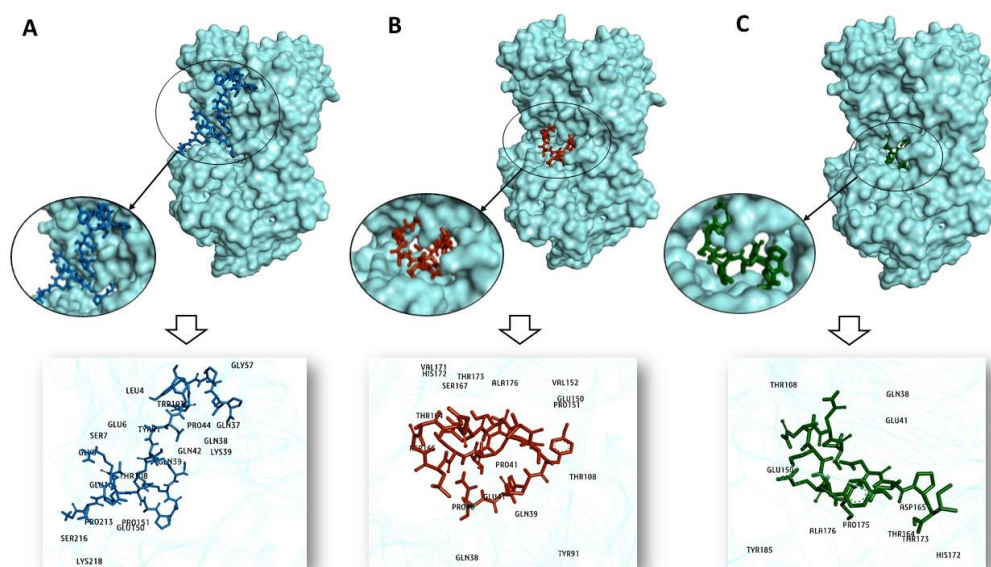 A
B
C
GLY57
LEU4
GLU6
PRO44
GLN37
SER7
GLN38
GLN42
LYS39
GLN39
THR108
PRO213
PRO151
GLU150
SER216
LYS218
VAL171
HIS172
THR173
SER167
ALA176
VAL152
GLU150
PRO151
PRO41
THR108
GLN39
GLN38
TYR91
THR108
GLN38
GLU41
ASP165
ALA176
PRO175
THR164
THR173
TYR185
HIS172